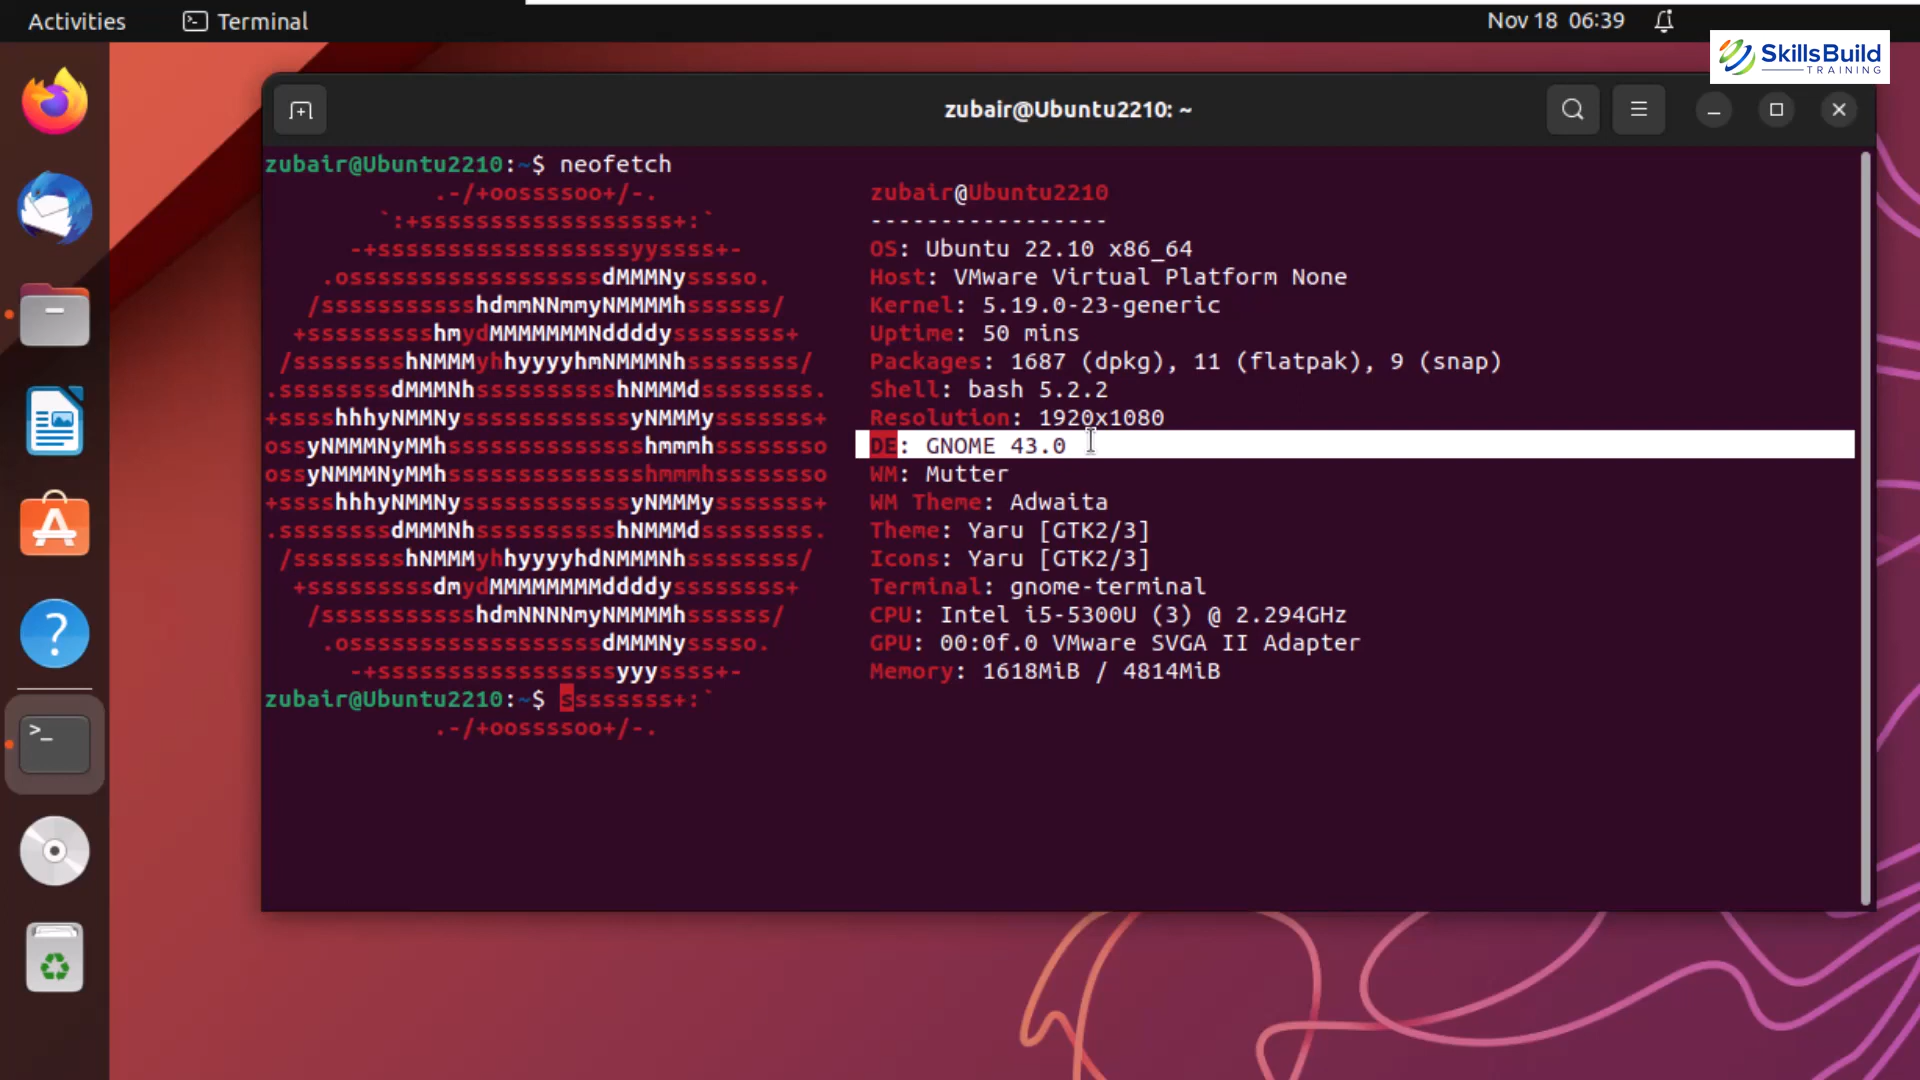 Activities
Terminal
Nov 18 06:39
SkillsBuild
TRAINING
zubair@Ubuntu2210: ~
zubair@Ubuntu2210:~$ neofetch
.-/+oossssoo+/-. zubair@Ubuntu2210
`:+ssssssssssssssssss+:` -----------------
-+ssssssssssssssssssyyssss+- OS: Ubuntu 22.10 x86_64
.ossssssssssssssssssdMMMNysssso. Host: VMware Virtual Platform None
/ssssssssssshdmmNNmmyNMMMMhssssss/ Kernel: 5.19.0-23-generic
+ssssssssshmydMMMMMMMNddddyssssssss+ Uptime: 50 mins
/sssssssshNMMMyhhyyyyhmNMMMNhssssssss/ Packages: 1687 (dpkg), 11 (flatpak), 9 (snap)
.ssssssssdMMMNhsssssssssshNMMMdssssssss. Shell: bash 5.2.2
+sssshhhyNMMNyssssssssssssyNMMMysssssss+ Resolution: 1920x1080
ossyNMMMNyMMhsssssssssssssshmmmhssssssso DE: GNOME 43.0
ossyNMMMNyMMhsssssssssssssshmmmhssssssso WM: Mutter
+sssshhhyNMMNyssssssssssssyNMMMysssssss+ WM Theme: Adwaita
.ssssssssdMMMNhsssssssssshNMMMdssssssss. Theme: Yaru [GTK2/3]
/sssssssshNMMMyhhyyyyhdNMMMNhssssssss/ Icons: Yaru [GTK2/3]
+sssssssssdmydMMMMMMMMddddyssssssss+ Terminal: gnome-terminal
/ssssssssssshdmNNNNmyNMMMMhssssss/ CPU: Intel i5-5300U (3) @ 2.294GHz
.ossssssssssssssssssdMMMNysssso. GPU: 00:0f.0 VMware SVGA II Adapter
-+sssssssssssssssssyyyssss+- Memory: 1618MiB / 4814MiB
zubair@Ubuntu2210:~$ ssssssss+:`
.-/+oossssoo+/-.